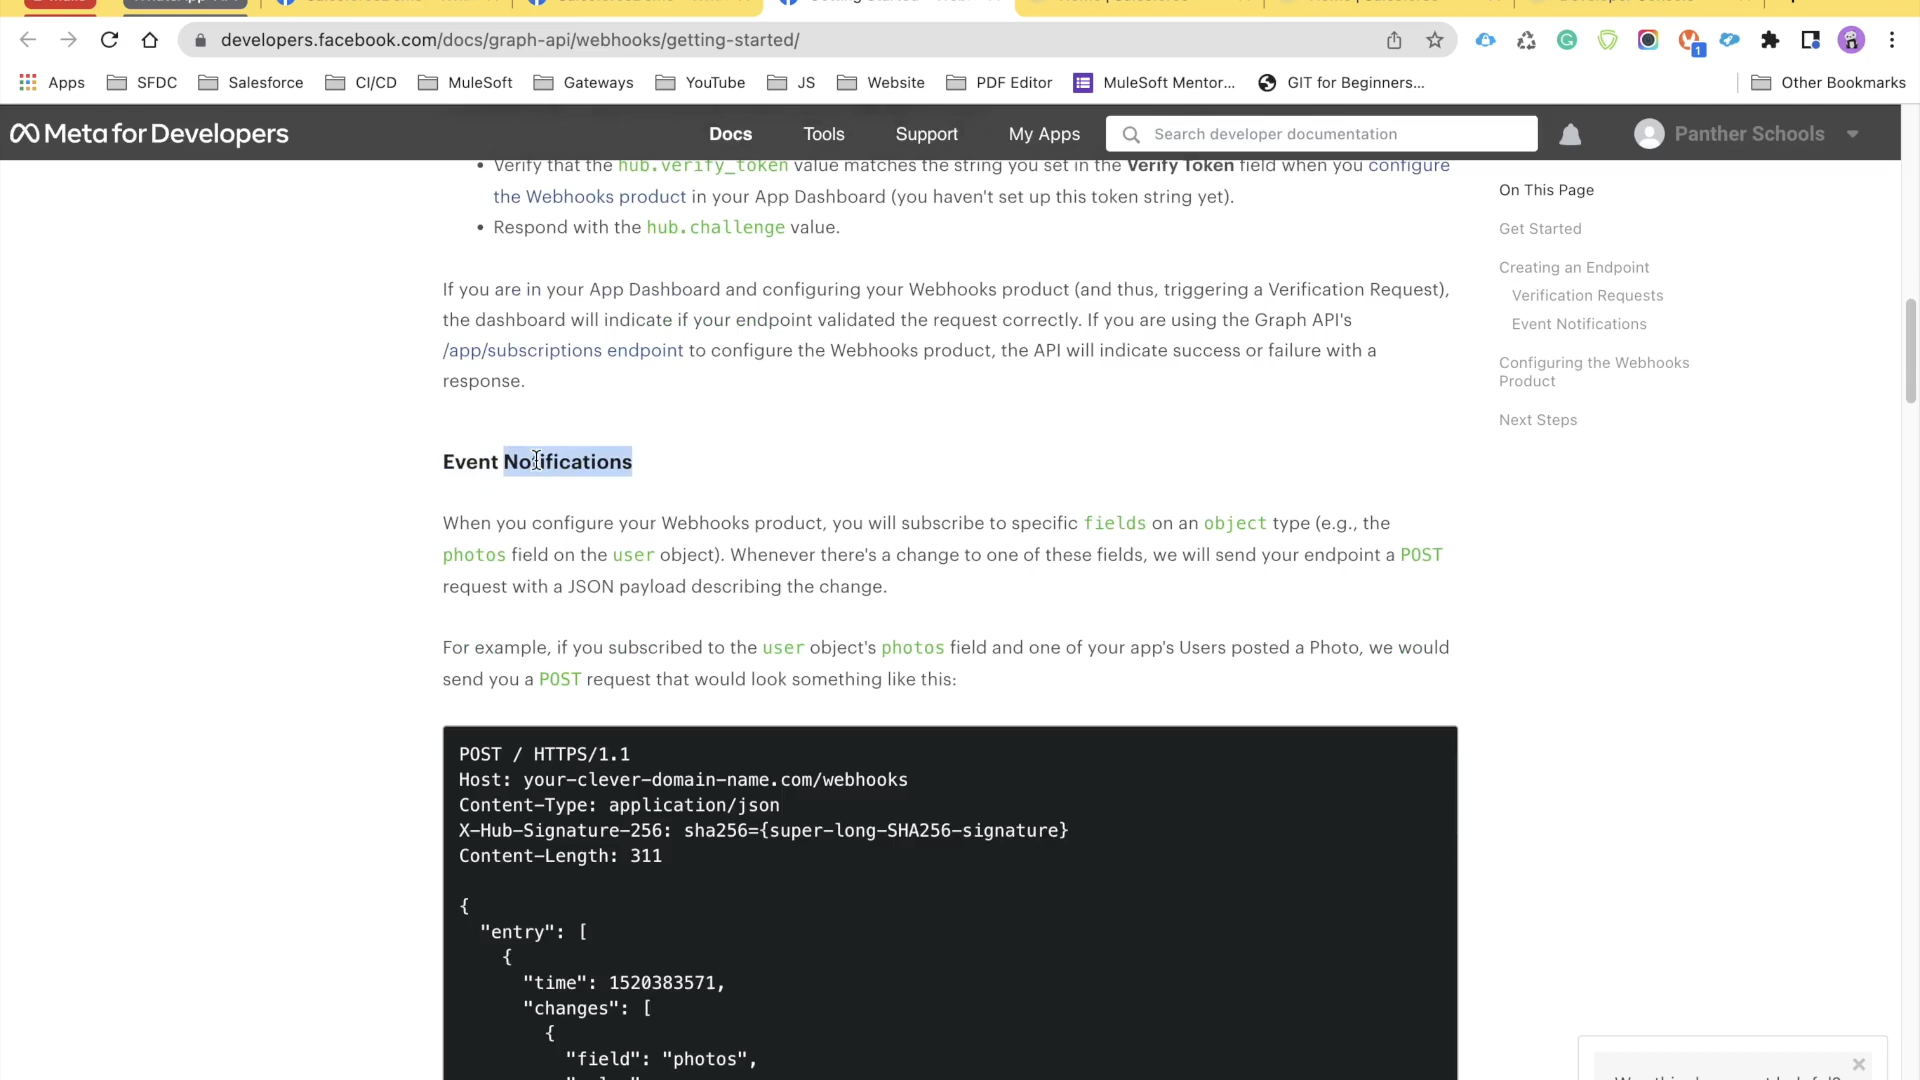 developers.facebook.com/docs/graph-api/webhooks/getting-started/
1
Apps SFDC Salesforce CI/CD MuleSoft Gateways YouTube JS Website PDF Editor MuleSoft Mentor... GIT for Beginners... Other Bookmarks
Meta for Developers Docs Tools Support My Apps Search developer documentation Panther Schools
• Verify that the hub.verify_token value matches the string you set in the Verify Token field when you configure
the Webhooks product in your App Dashboard (you haven't set up this token string yet).
• Respond with the hub.challenge value.
If you are in your App Dashboard and configuring your Webhooks product (and thus, triggering a Verification Request),
the dashboard will indicate if your endpoint validated the request correctly. If you are using the Graph API's
/app/subscriptions endpoint to configure the Webhooks product, the API will indicate success or failure with a
response.
Event Notifications
When you configure your Webhooks product, you will subscribe to specific fields on an object type (e.g., the
photos field on the user object). Whenever there's a change to one of these fields, we will send your endpoint a POST
request with a JSON payload describing the change.
For example, if you subscribed to the user object's photos field and one of your app's Users posted a Photo, we would
send you a POST request that would look something like this:
POST / HTTPS/1.1
Host: your-clever-domain-name.com/webhooks
Content-Type: application/json
X-Hub-Signature-256: sha256={super-long-SHA256-signature}
Content-Length: 311
{
"entry": [
{
"time": 1520383571,
"changes": [
{
"field": "photos",
On This Page
Get Started
Creating an Endpoint
Verification Requests
Event Notifications
Configuring the Webhooks
Product
Next Steps